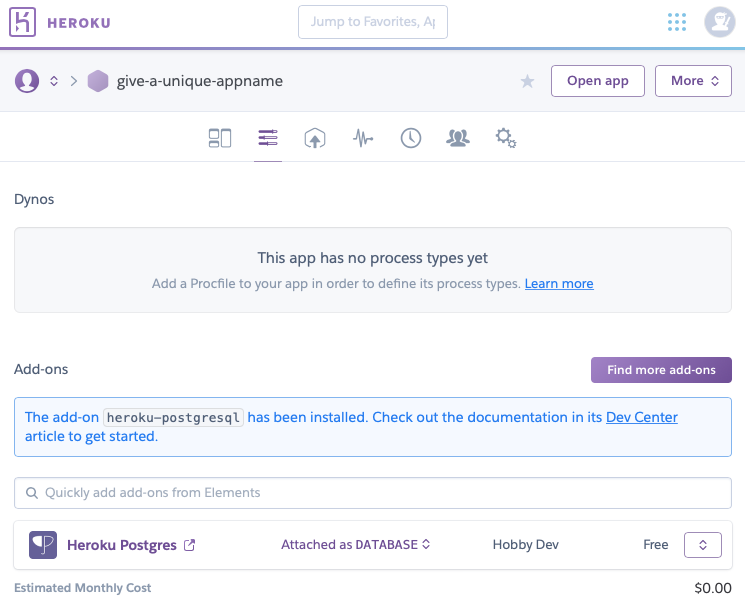 HEROKU
Jump to Favorites, Ap
give-a-unique-appname
Open app
More
Dynos
This app has no process types yet
Add a Procfile to your app in order to define its process types. Learn more
Add-ons
Find more add-ons
The add-on heroku-postgresql has been installed. Check out the documentation in its Dev Center
article to get started.
Quickly add add-ons from Elements
Heroku Postgres Attached as DATABASE Hobby Dev Free
Estimated Monthly Cost $0.00